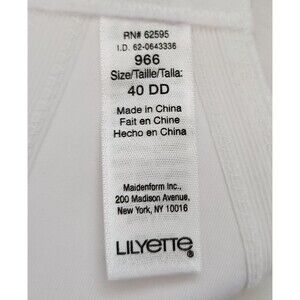 RN# 62595
I.D. 62-0643336
966
Size/Taille/Talla:
40 DD
Made in China
Fait en Chine
Hecho en China
Maidenform Inc.,
200 Madison Avenue,
New York, NY 10016
LILYETTE®